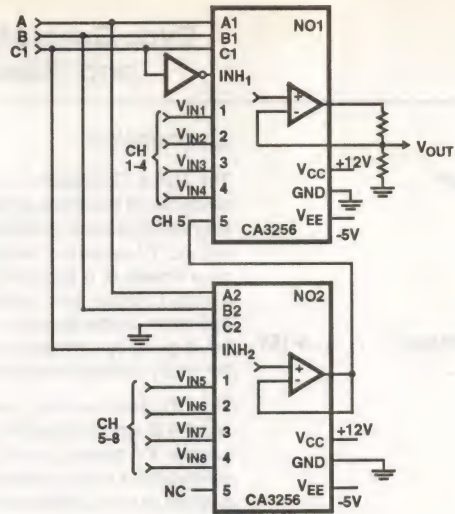 A
B
C1
A1
B1
C1
NO1
INH1
VIN1
VIN2
VIN3
VIN4
CH
1-4
CH 5
1
2
3
4
5
VOUT
VCC
+12V
GND
VEE
-5V
CA3256
A2
B2
C2
NO2
INH2
VIN5
VIN6
VIN7
VIN8
CH
5-8
NC
1
2
3
4
5
VCC
+12V
GND
VEE
-5V
CA3256